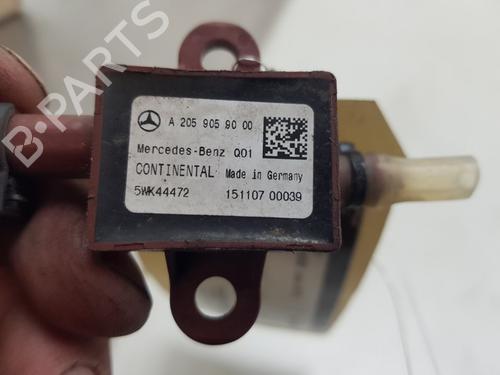 B-PARTS
A 205 905 90 00
Mercedes-Benz Q01
CONTINENTAL Made in Germany
5WK44472 151107 00039